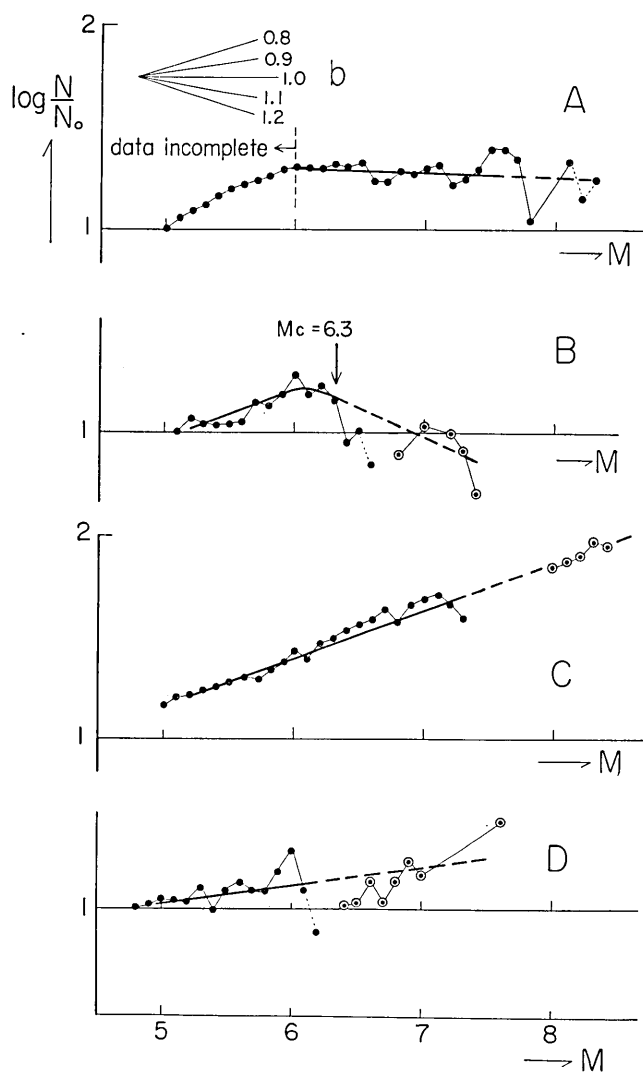 2
0.8
0.9
1.0
1.1
1.2
b
log N/N₀
data incomplete
A
1
M
Mc = 6.3
B
1
M
2
C
1
M
D
1
5 6 7 8
M